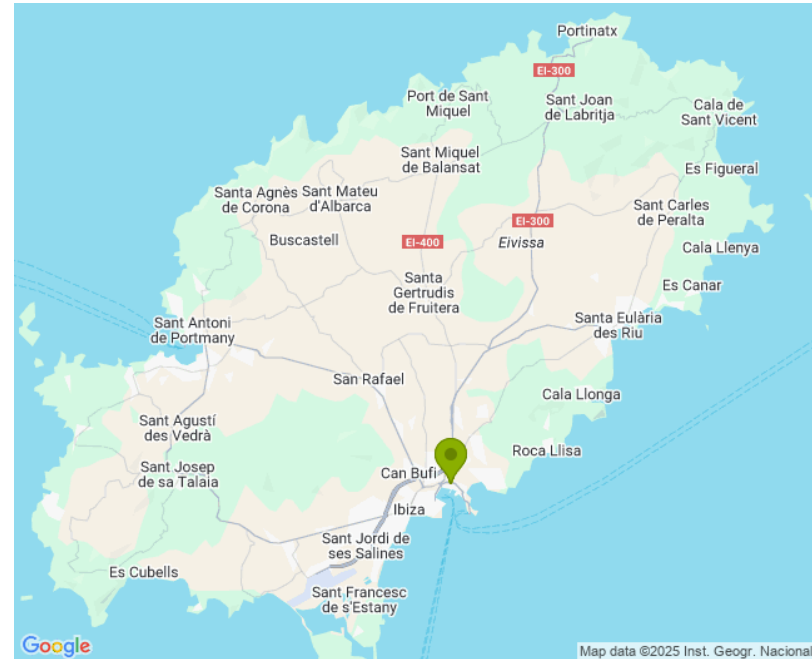 Portinatx
EI-300
Port de Sant
Miquel
Sant Joan
de Labritja
Cala de
Sant Vicent
Sant Miquel
de Balansat
Es Figueral
Santa Agnès
de Corona
Sant Mateu
d'Albarca
Sant Carles
de Peralta
EI-300
Buscastell
EI-400
Eivissa
Cala Llenya
Santa
Gertrudis
de Fruitera
Es Canar
Sant Antoni
de Portmany
Santa Eulària
des Riu
San Rafael
Cala Llonga
Sant Agustí
des Vedrà
Roca Llisa
Sant Josep
de sa Talaia
Can Bufi
Ibiza
Sant Jordi de
ses Salines
Es Cubells
Sant Francesc
de s'Estany
Google
Map data ©2025 Inst. Geogr. Nacional